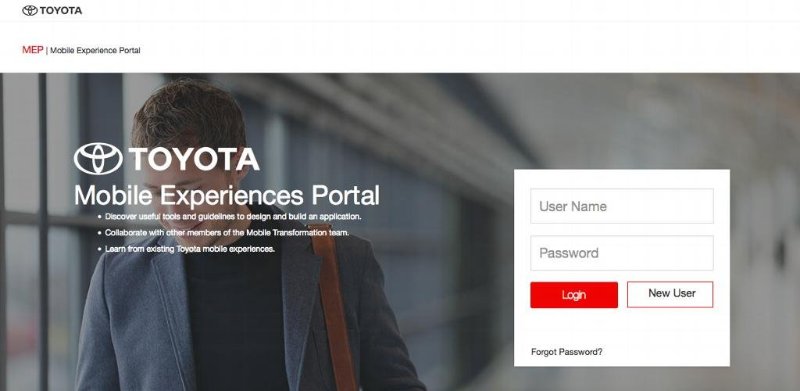 TOYOTA
MEP | Mobile Experience Portal
TOYOTA
Mobile Experiences Portal
• Discover useful tools and guidelines to design and build an application.
• Collaborate with other members of the Mobile Transformation team.
• Learn from existing Toyota mobile experiences.
User Name
Password
Login
New User
Forgot Password?